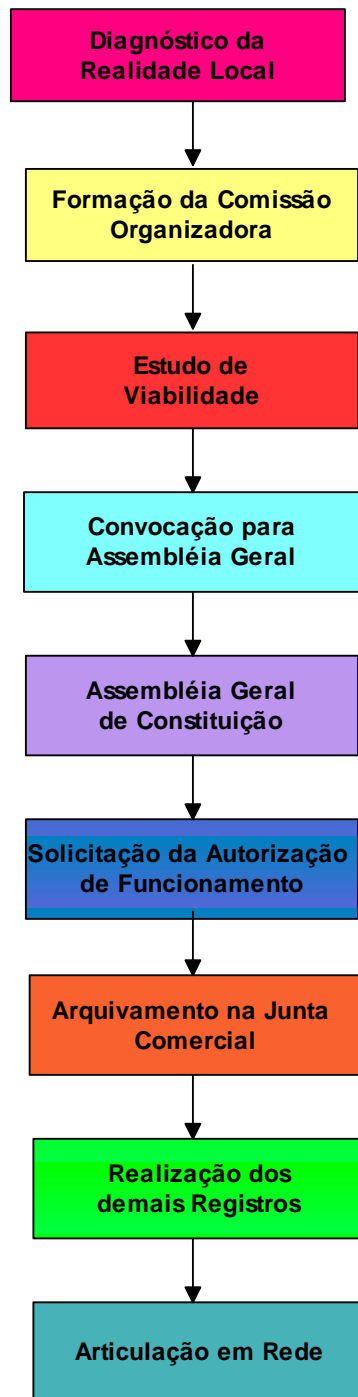 Diagnóstico da
Realidade Local
Formação da Comissão
Organizadora
Estudo de
Viabilidade
Convocação para
Assembléia Geral
Assembléia Geral
de Constituição
Solicitação da Autorização
de Funcionamento
Arquivamento na Junta
Comercial
Realização dos
demais Registros
Articulação em Rede